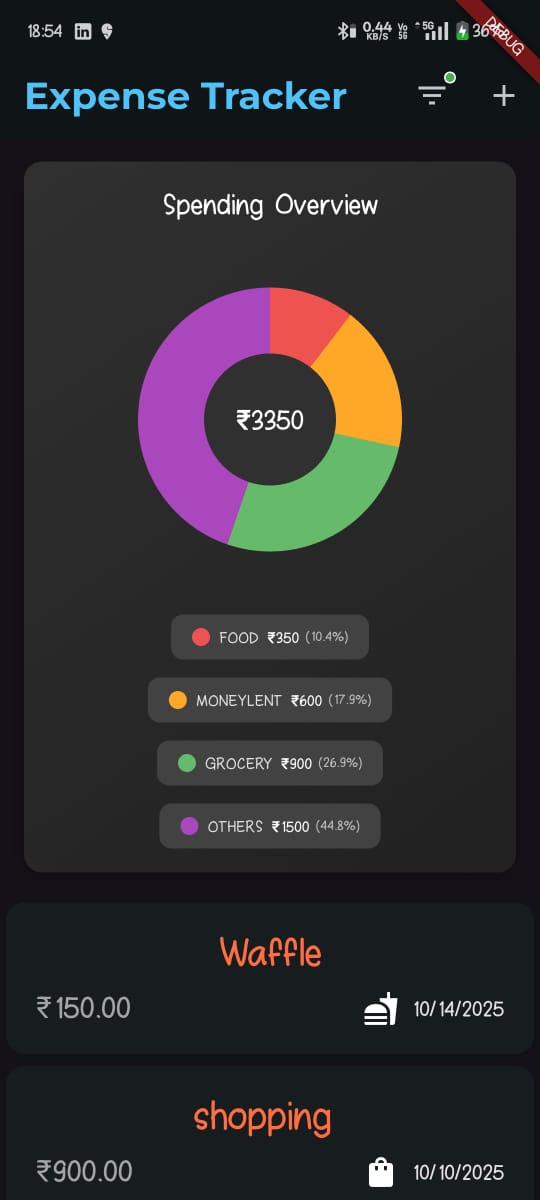 18:54 in 0.44 KB/S Vo 5G 5G 36%
DEBUG
Expense Tracker
Spending Overview
₹3350
FOOD ₹350 (10.4%)
MONEYLENT ₹600 (17.9%)
GROCERY ₹900 (26.9%)
OTHERS ₹1500 (44.8%)
Waffle
₹150.00 10/14/2025
shopping
₹900.00 10/10/2025